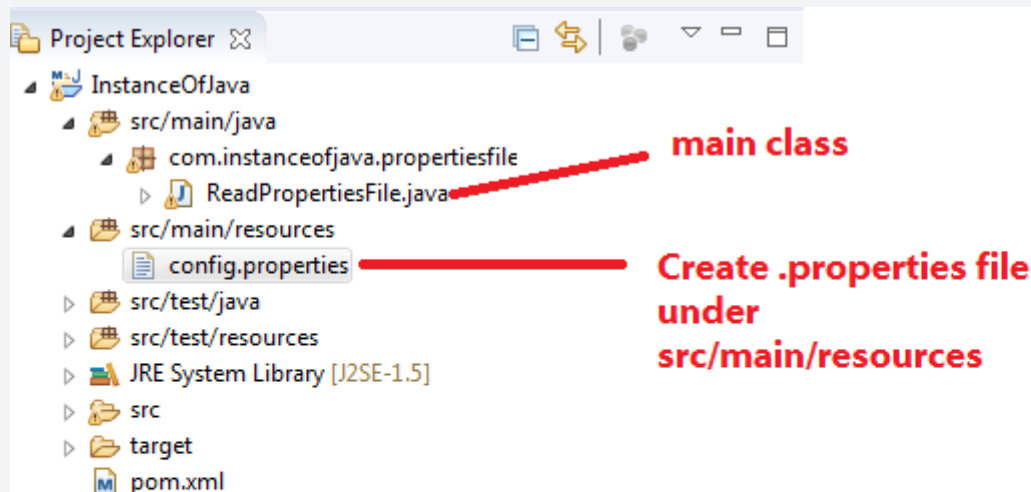 Project Explorer
InstanceOfJava
src/main/java
com.instanceofjava.propertiesfile
main class
ReadPropertiesFile.java
src/main/resources
config.properties
Create .properties file
under
src/main/resources
src/test/java
src/test/resources
JRE System Library [J2SE-1.5]
src
target
pom.xml